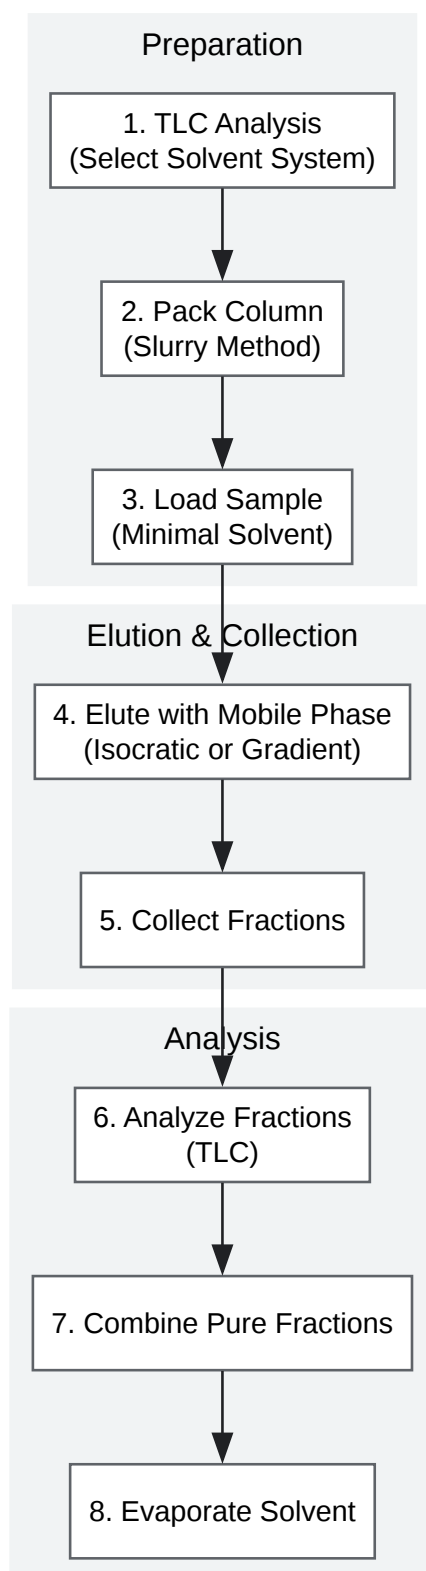 Preparation
1. TLC Analysis
(Select Solvent System)
2. Pack Column
(Slurry Method)
3. Load Sample
(Minimal Solvent)
Elution & Collection
4. Elute with Mobile Phase
(Isocratic or Gradient)
5. Collect Fractions
Analysis
6. Analyze Fractions
(TLC)
7. Combine Pure Fractions
8. Evaporate Solvent